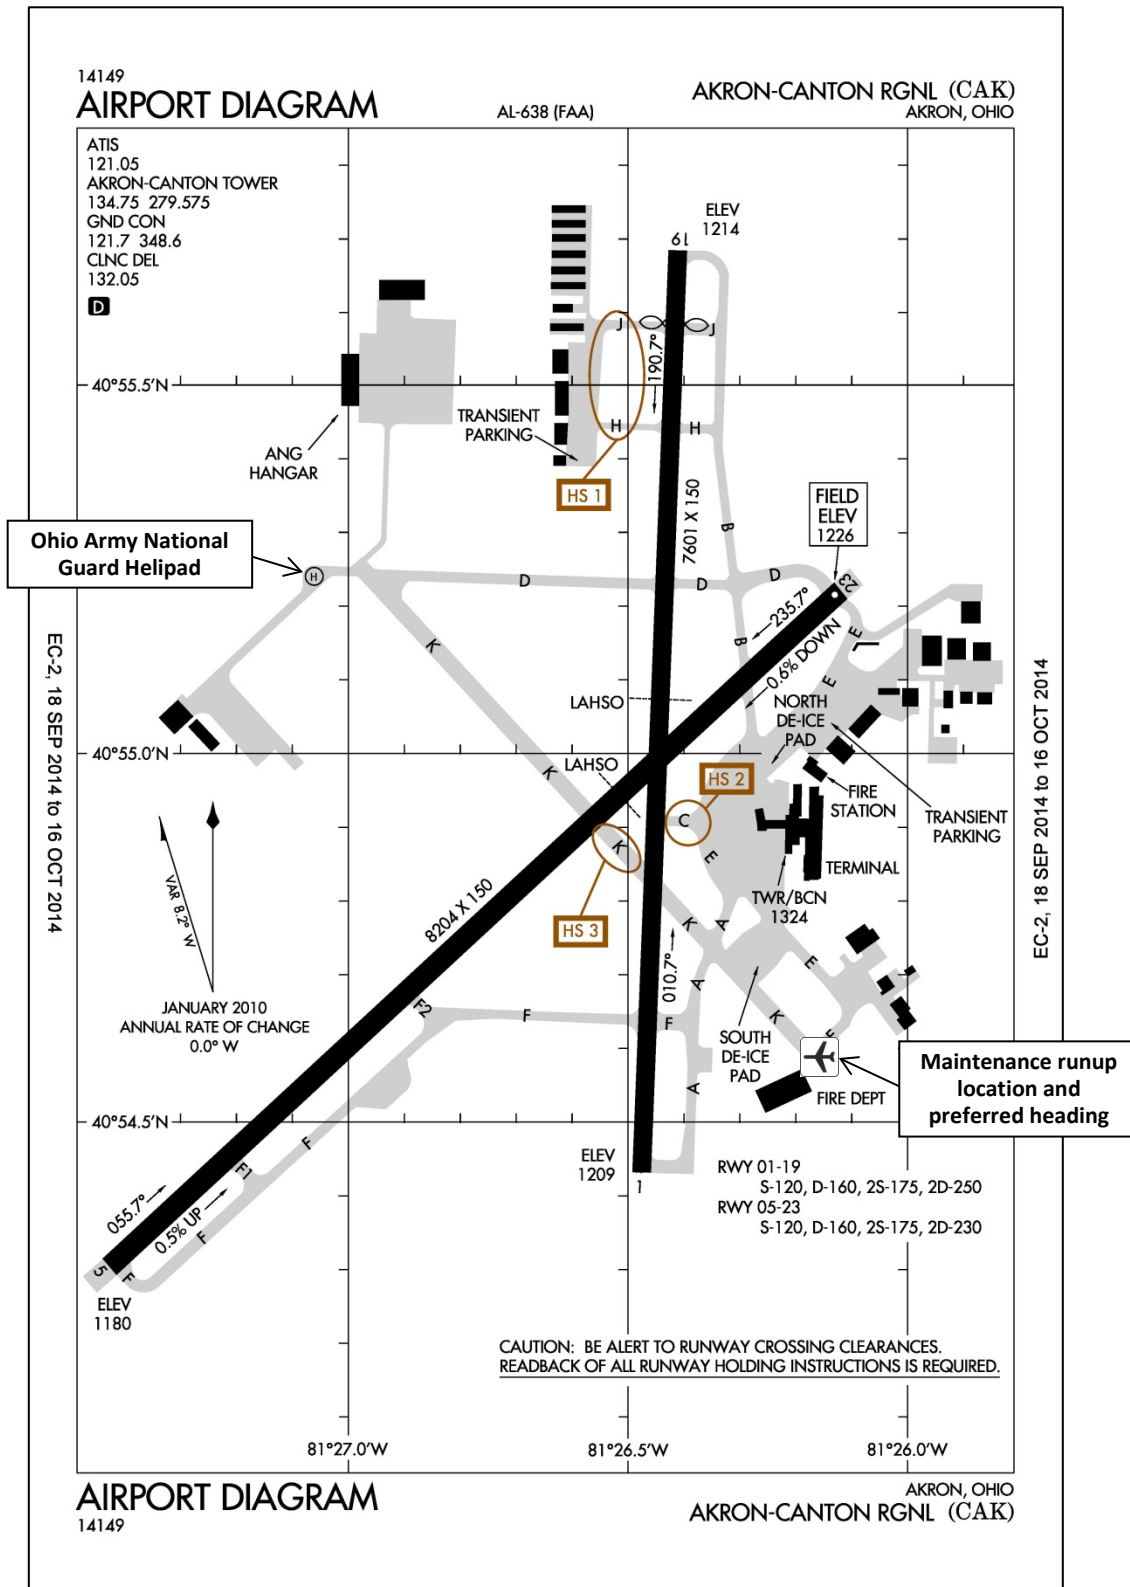 14149
AIRPORT DIAGRAM
AL-638 (FAA)
AKRON-CANTON RGNL (CAK)
AKRON, OHIO
ATIS
121.05
AKRON-CANTON TOWER
134.75 279.575
GND CON
121.7 348.6
CLNC DEL
132.05
D
ELEV
1214
19
J
J
190.7°
40°55.5'N
TRANSIENT
PARKING
H
H
ANG
HANGAR
HS 1
7601 X 150
FIELD
ELEV
1226
Ohio Army National
Guard Helipad
H
B
D
D
D
23
235.7°
0.6% DOWN
K
B
E
E
LAHSO
NORTH
DE-ICE
PAD
EC-2, 18 SEP 2014 to 16 OCT 2014
EC-2, 18 SEP 2014 to 16 OCT 2014
40°55.0'N
LAHSO
K
HS 2
FIRE
STATION
TRANSIENT
PARKING
C
K
E
TERMINAL
TWR/BCN
1324
VAR 8.2° W
8204 X 150
HS 3
K
A
E
010.7°
A
JANUARY 2010
ANNUAL RATE OF CHANGE
0.0° W
F2
F
F
K
F
SOUTH
DE-ICE
PAD
Maintenance runup
location and
preferred heading
A
FIRE DEPT
40°54.5'N
F
F1
ELEV
1209
1
RWY 01-19
S-120, D-160, 2S-175, 2D-250
RWY 05-23
S-120, D-160, 2S-175, 2D-230
055.7°
0.5% UP
F
5
F
ELEV
1180
CAUTION: BE ALERT TO RUNWAY CROSSING CLEARANCES.
READBACK OF ALL RUNWAY HOLDING INSTRUCTIONS IS REQUIRED.
81°27.0'W
81°26.5'W
81°26.0'W
AIRPORT DIAGRAM
14149
AKRON, OHIO
AKRON-CANTON RGNL (CAK)